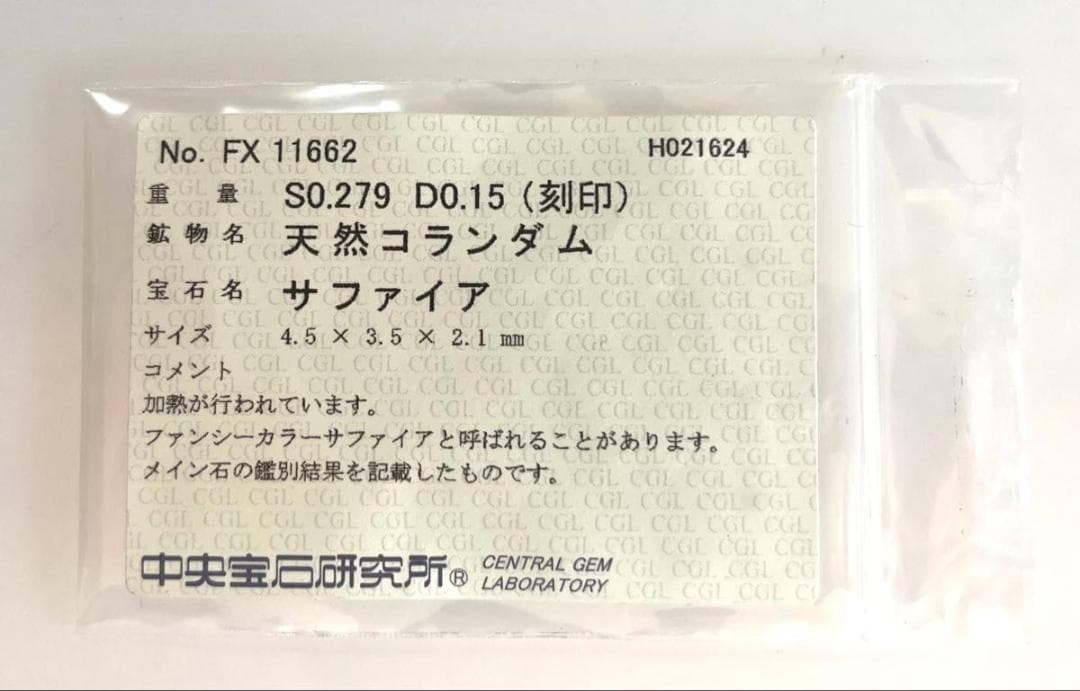 No. FX 11662 H021624
重量 S0.279 D0.15 (刻印)
鉱物名 天然コランダム
宝石名 サファイア
サイズ 4.5 × 3.5 × 2.1 mm
コメント
加熱が行われています。
ファンシーカラーサファイアと呼ばれることがあります。
メイン石の鑑別結果を記載したものです。
中央宝石研究所® CENTRAL GEM
LABORATORY